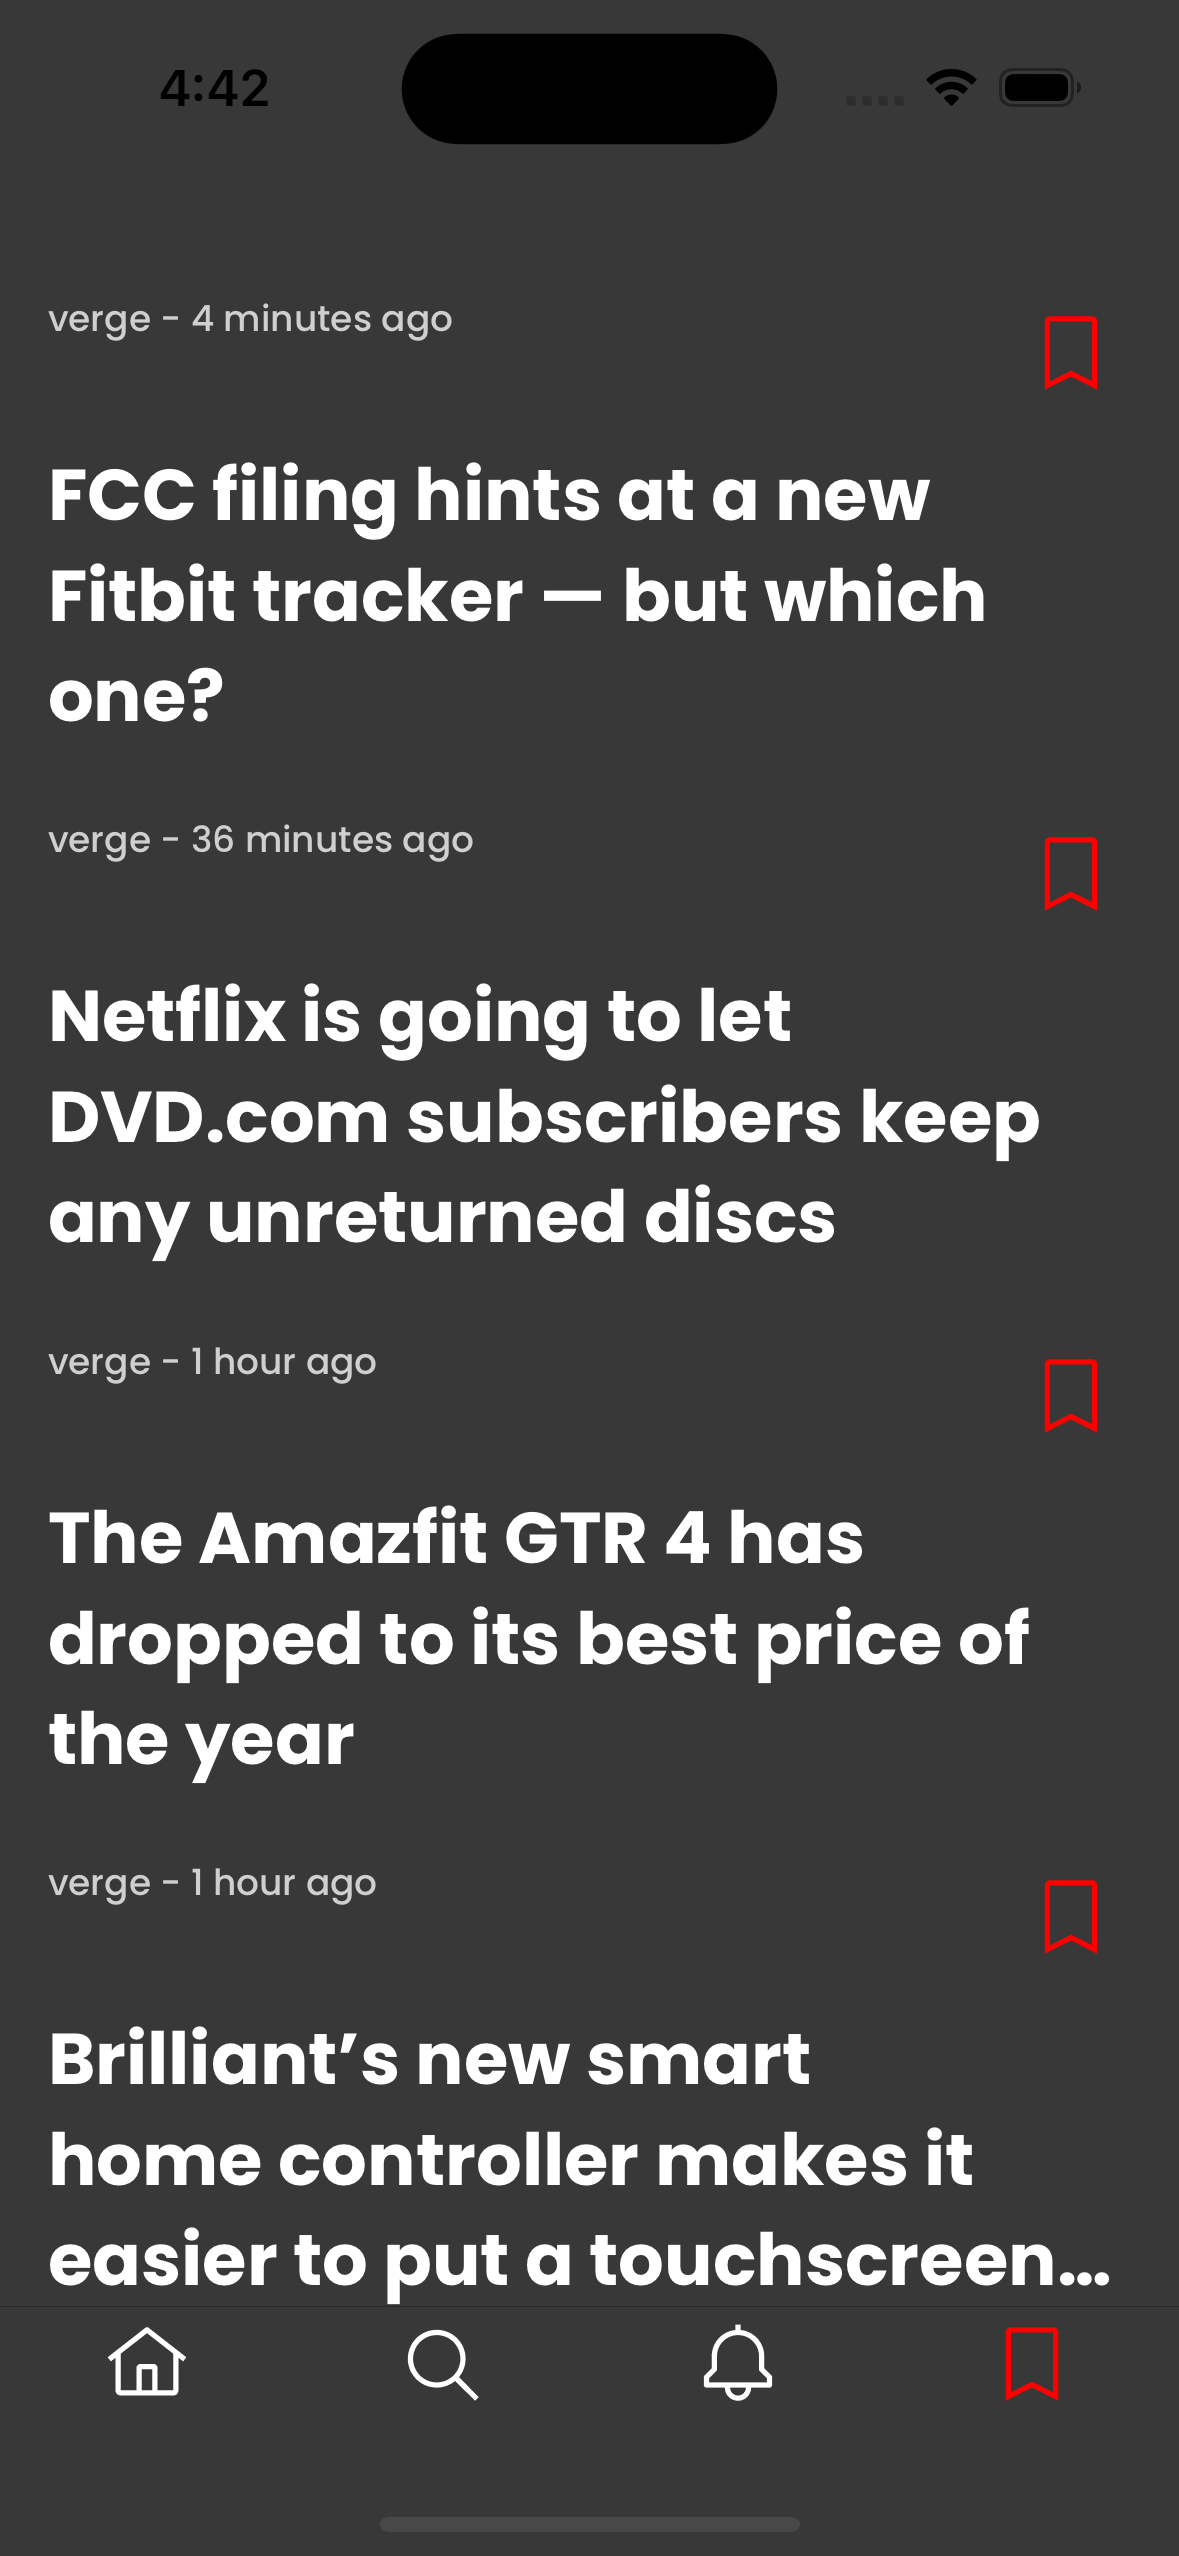 4:42
verge - 4 minutes ago
FCC filing hints at a new
Fitbit tracker — but which
one?
verge - 36 minutes ago
Netflix is going to let
DVD.com subscribers keep
any unreturned discs
verge - 1 hour ago
The Amazfit GTR 4 has
dropped to its best price of
the year
verge - 1 hour ago
Brilliant’s new smart
home controller makes it
easier to put a touchscreen…